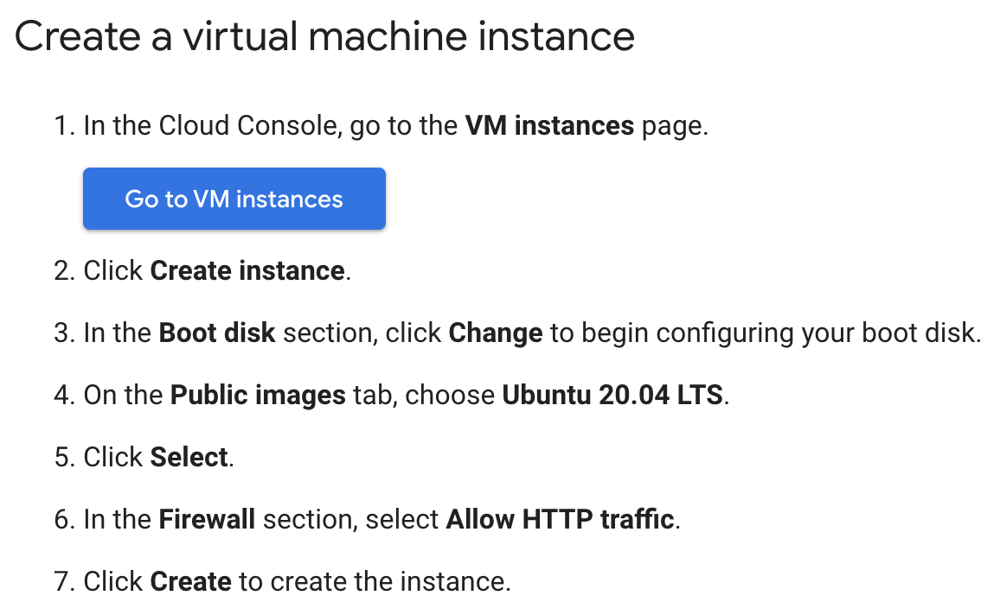 Create a virtual machine instance
1. In the Cloud Console, go to the VM instances page.
Go to VM instances
2. Click Create instance.
3. In the Boot disk section, click Change to begin configuring your boot disk.
4. On the Public images tab, choose Ubuntu 20.04 LTS.
5. Click Select.
6. In the Firewall section, select Allow HTTP traffic.
7. Click Create to create the instance.